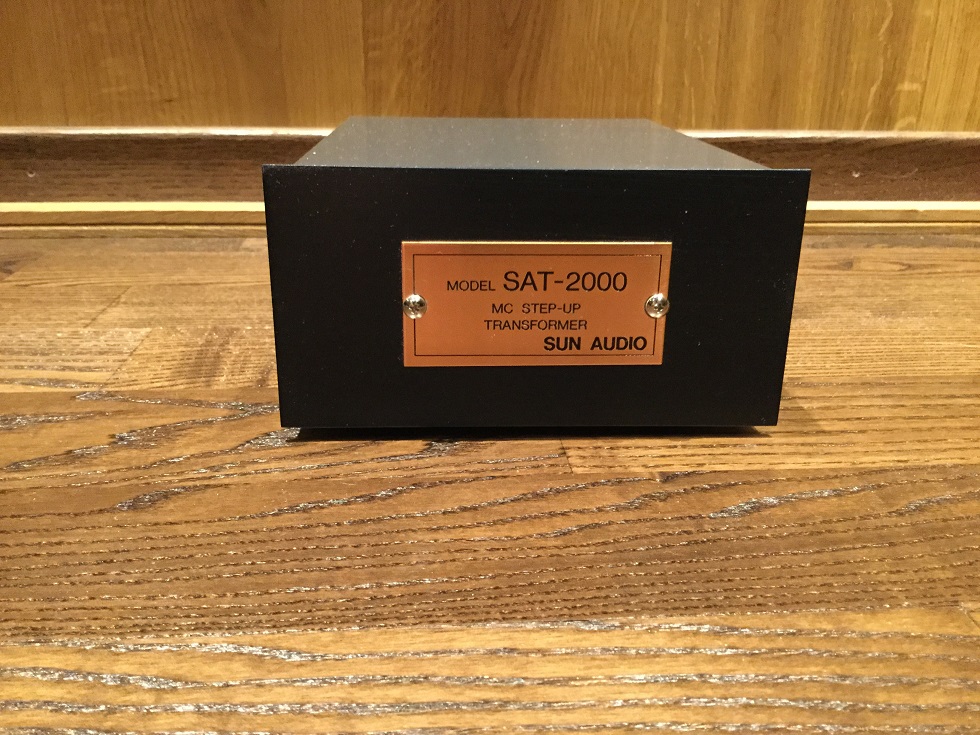 MODEL SAT-2000
MC STEP-UP
TRANSFORMER
SUN AUDIO